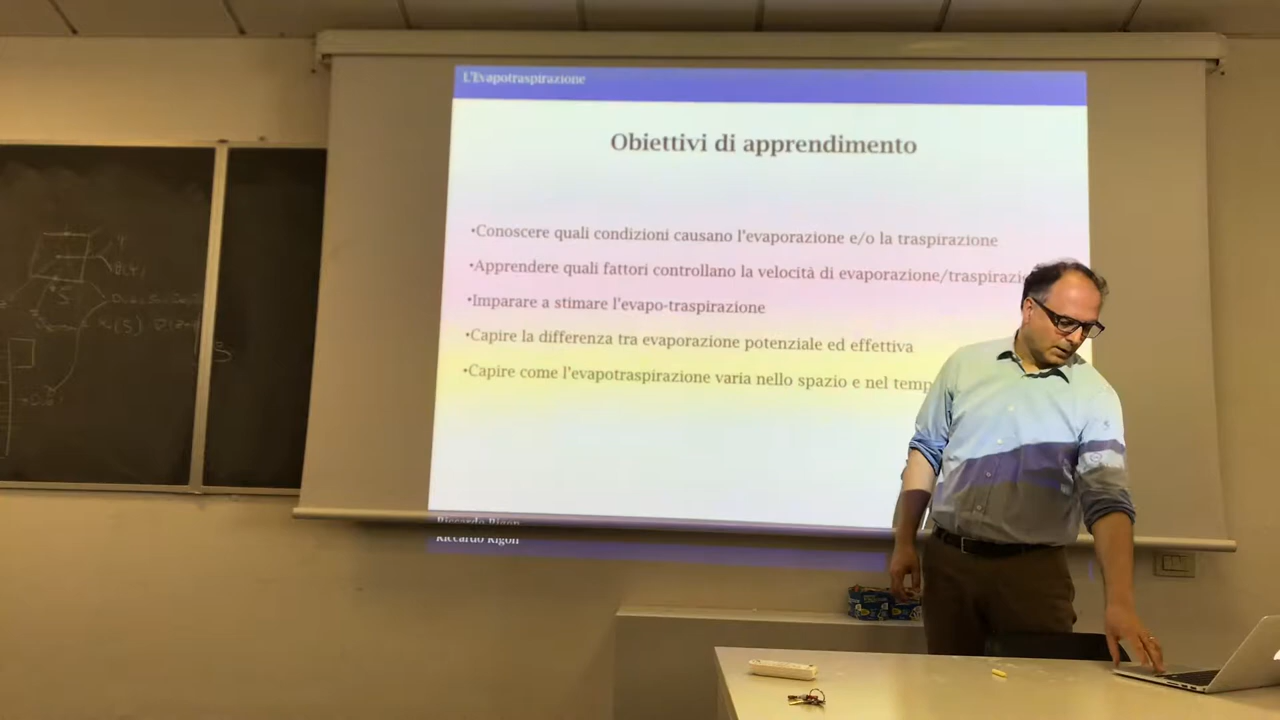 L'Evapotraspirazione
Obiettivi di apprendimento
•Conoscere quali condizioni causano l'evaporazione e/o la traspirazione
•Apprendere quali fattori controllano la velocità di evaporazione/traspirazi
•Imparare a stimare l'evapo-traspirazione
•Capire la differenza tra evaporazione potenziale ed effettiva
•Capire come l'evapotraspirazione varia nello spazio e nel temp
Riccardo Rigon
Riccardo Rigon